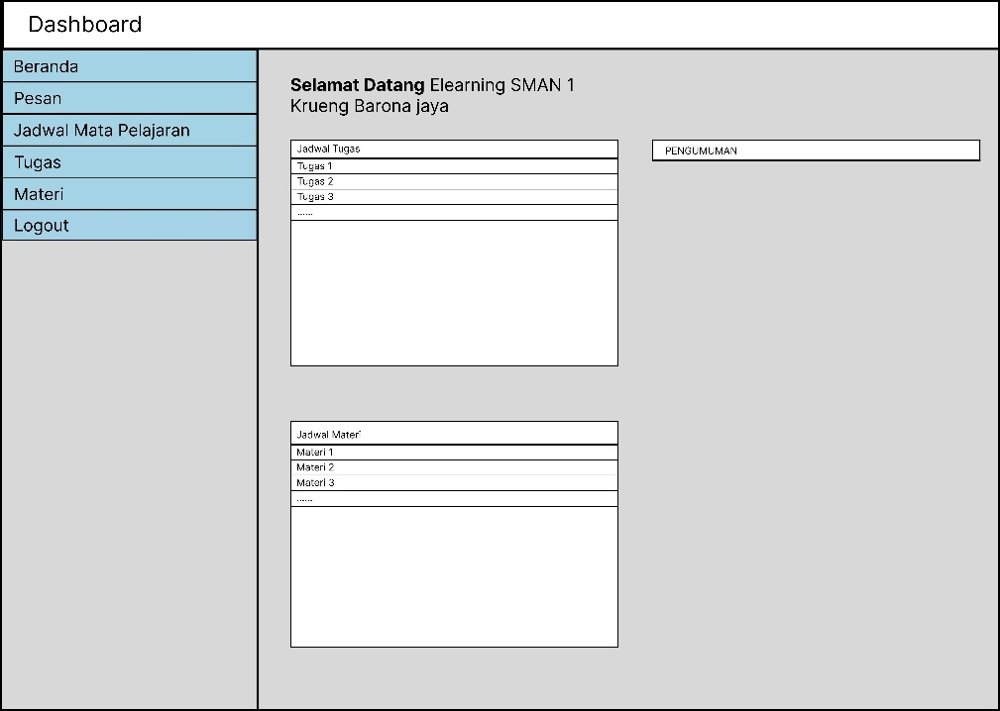 Dashboard
Beranda
Pesan
Jadwal Mata Pelajaran
Tugas
Materi
Logout
Selamat Datang Elearning SMAN 1
Krueng Barona jaya
Jadwal Tugas
Tugas 1
Tugas 2
Tugas 3
......
PENGUMUMAN
Jadwal Materi
Materi 1
Materi 2
Materi 3
......